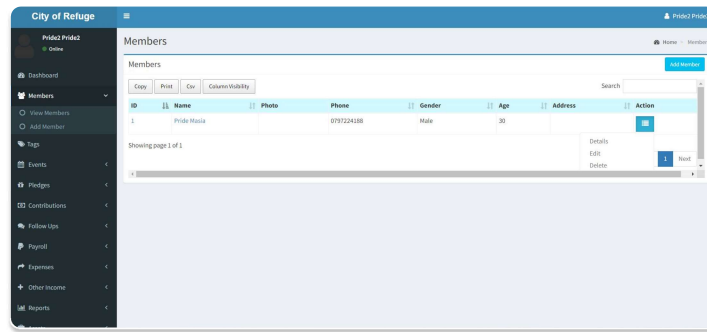 City of Refuge
Pride2 Pride
Pride2 Pride2
Online
Dashboard
Members
View Members
Add Member
Tags
Events
Pledges
Contributions
Follow Ups
Payroll
Expenses
Other Income
Reports
Members
Home > Member
Members
Add Member
Copy Print Csv Column Visibility
Search
ID Name Photo Phone Gender Age Address Action
1 Pride Masia 0797224188 Male 30
Showing page 1 of 1
Details
Edit
Delete
1 Next